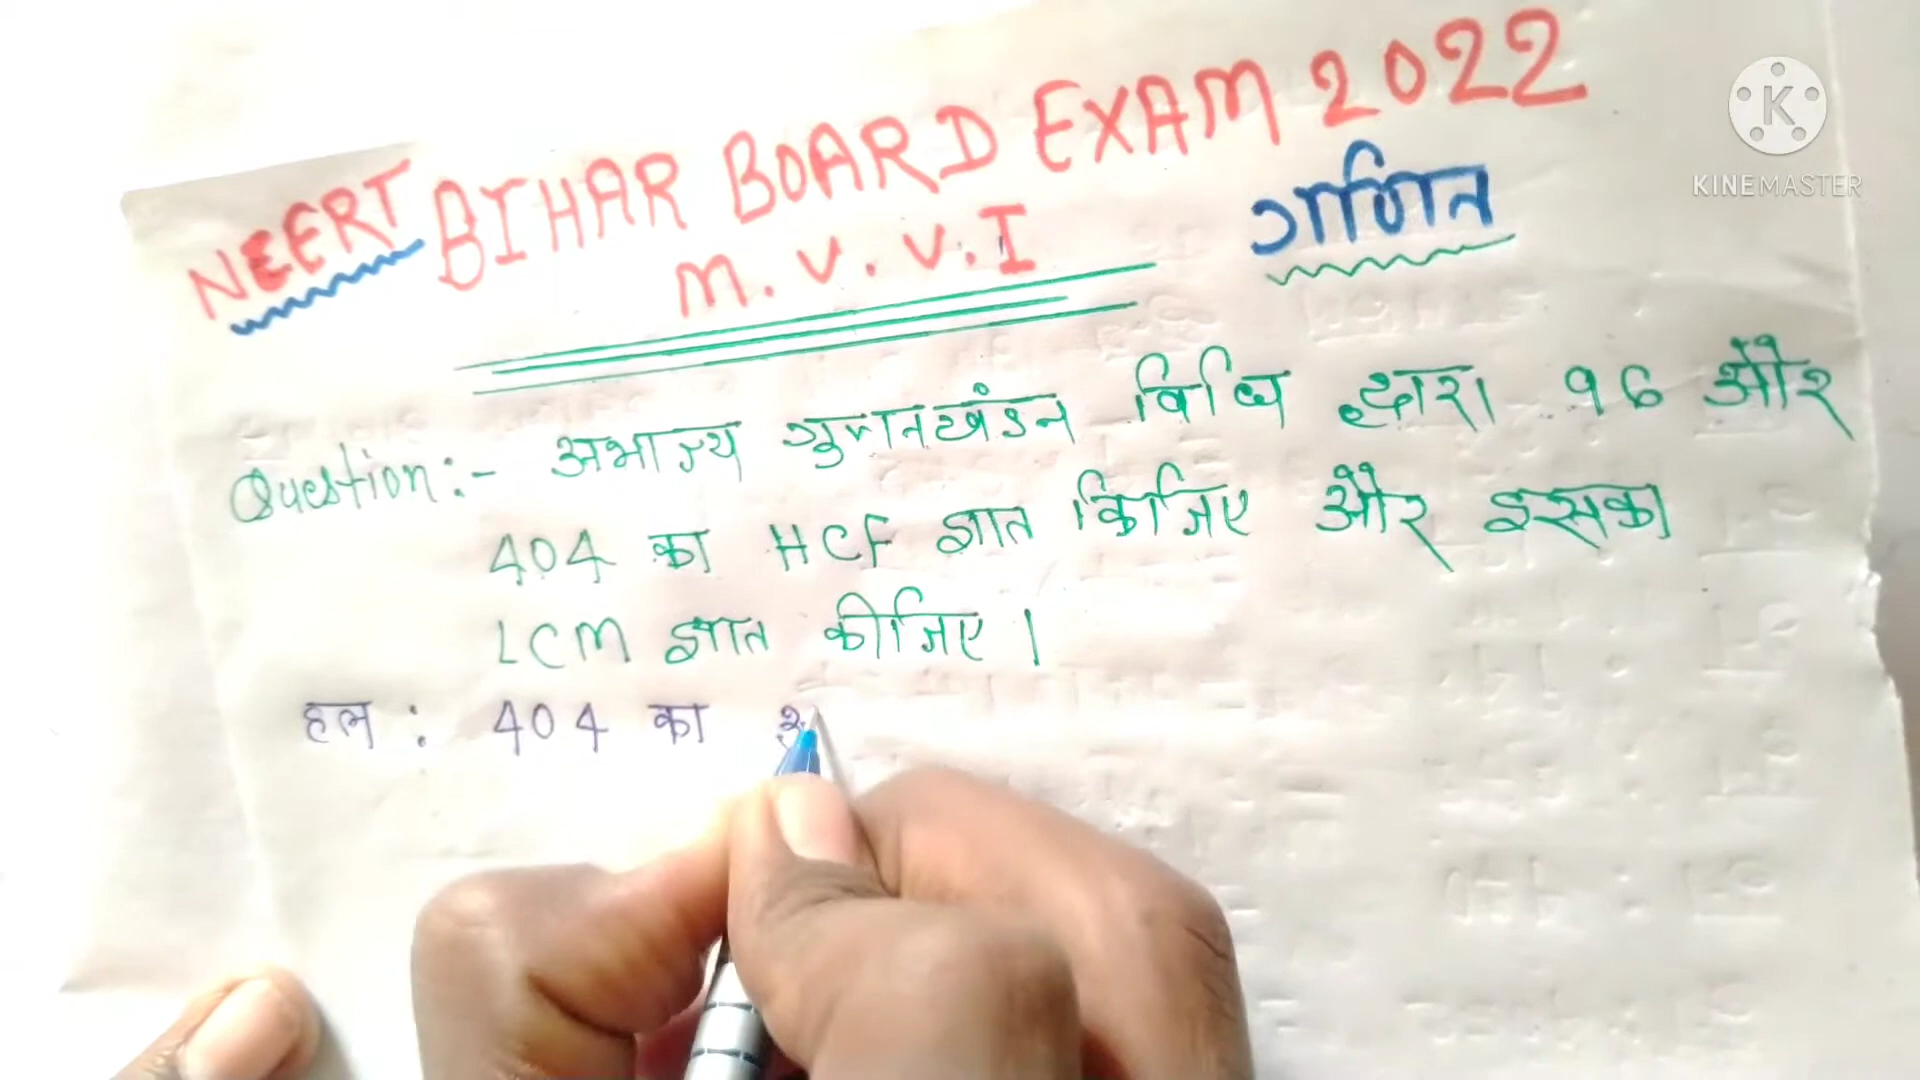 NEERT BIHAR BOARD EXAM 2022
M.V.V.I गणित
KINEMASTER
Question:- अभाज्य गुणनखंडन विधि द्वारा 96 और
404 का HCF ज्ञात किजिए और इसका
LCM ज्ञात कीजिए।
हल : 404 का